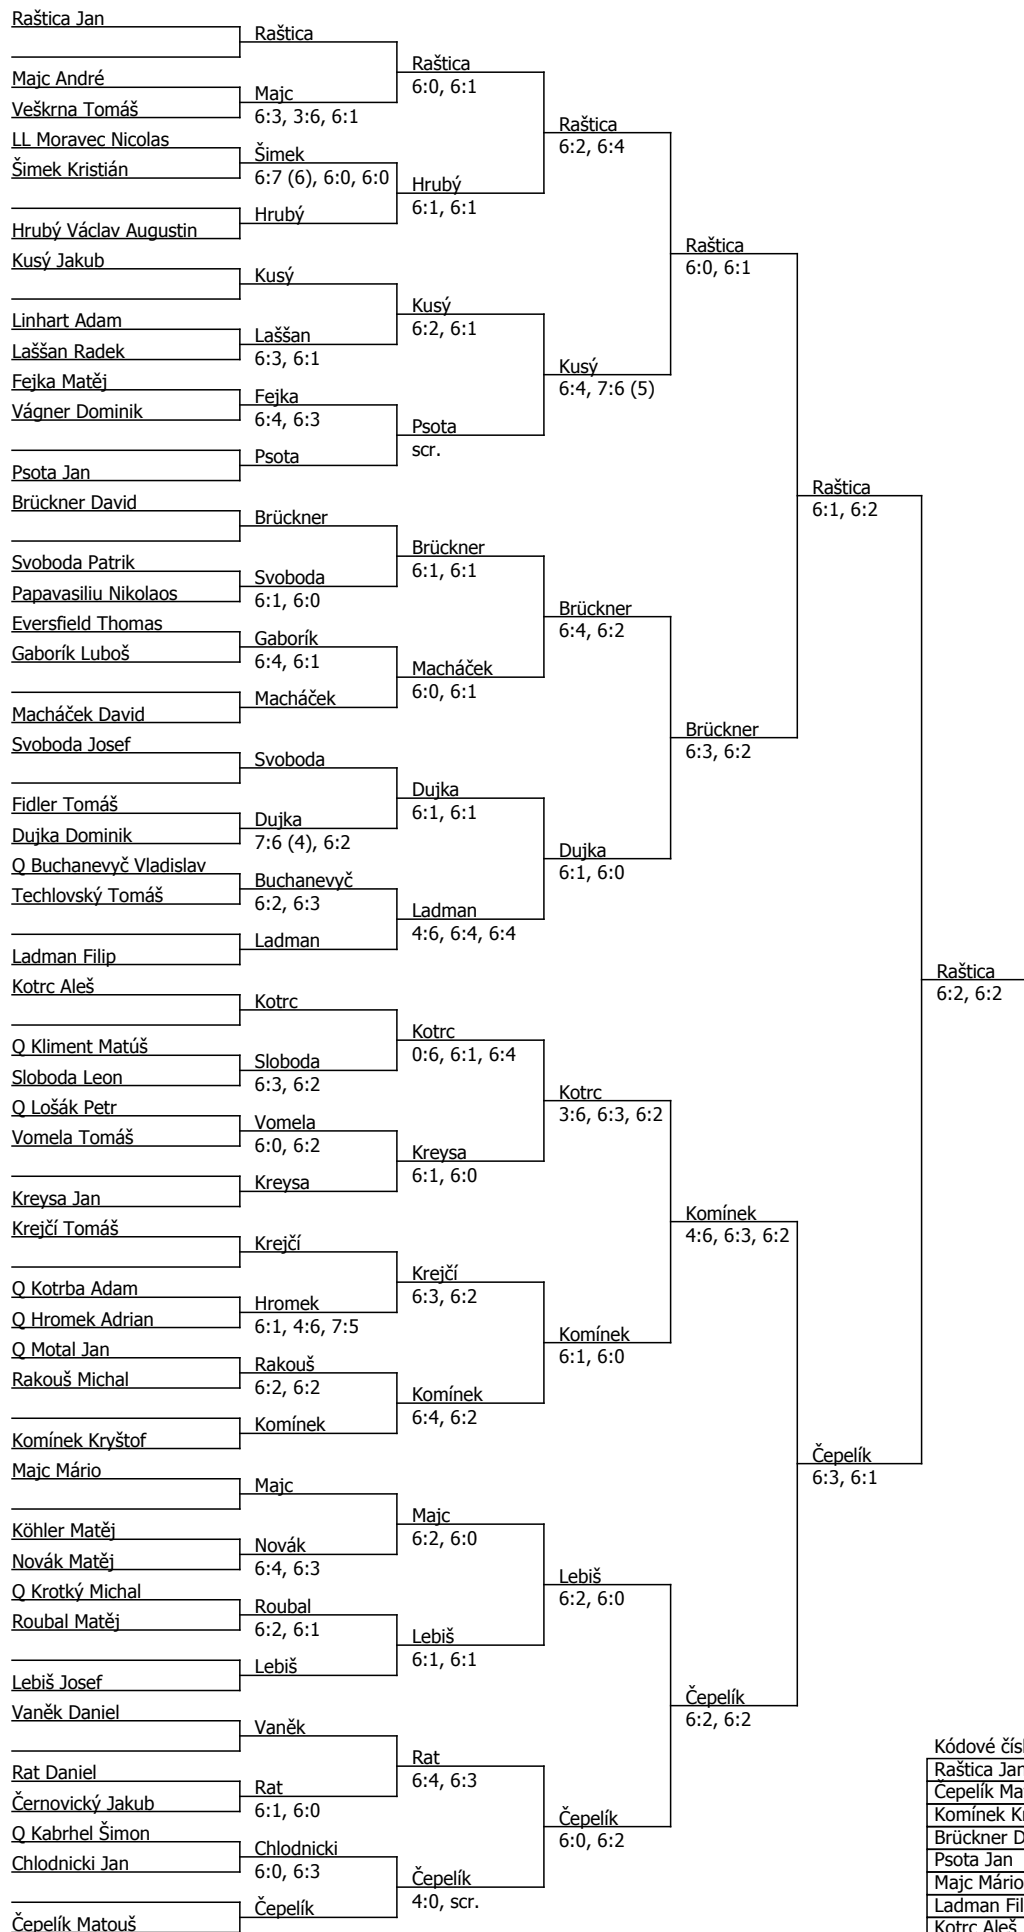 Raštica Jan
Raštica
Raštica
6:0, 6:1
Majc André
Majc
6:3, 3:6, 6:1
Veškrna Tomáš
Raštica
6:2, 6:4
LL Moravec Nicolas
Šimek
6:7 (6), 6:0, 6:0
Šimek Kristián
Hrubý
6:1, 6:1
Hrubý
Hrubý Václav Augustin
Raštica
6:0, 6:1
Kusý Jakub
Kusý
Kusý
6:2, 6:1
Linhart Adam
Laššan
6:3, 6:1
Laššan Radek
Kusý
6:4, 7:6 (5)
Fejka Matěj
Fejka
6:4, 6:3
Vágner Dominik
Psota
scr.
Psota
Psota Jan
Raštica
6:1, 6:2
Brückner David
Brückner
Brückner
6:1, 6:1
Svoboda Patrik
Svoboda
6:1, 6:0
Papavasiliu Nikolaos
Brückner
6:4, 6:2
Eversfield Thomas
Gaborík
6:4, 6:1
Gaborík Luboš
Macháček
6:0, 6:1
Macháček
Macháček David
Brückner
6:3, 6:2
Svoboda Josef
Svoboda
Dujka
6:1, 6:1
Fidler Tomáš
Dujka
7:6 (4), 6:2
Dujka Dominik
Dujka
6:1, 6:0
Q Buchanevyč Vladislav
Buchanevyč
6:2, 6:3
Techlovský Tomáš
Ladman
4:6, 6:4, 6:4
Ladman
Ladman Filip
Raštica
6:2, 6:2
Kotrc Aleš
Kotrc
Kotrc
0:6, 6:1, 6:4
Q Kliment Matúš
Sloboda
6:3, 6:2
Sloboda Leon
Kotrc
3:6, 6:3, 6:2
Q Lošák Petr
Vomela
6:0, 6:2
Vomela Tomáš
Kreysa
6:1, 6:0
Kreysa
Kreysa Jan
Komínek
4:6, 6:3, 6:2
Krejčí Tomáš
Krejčí
Krejčí
6:3, 6:2
Q Kotrba Adam
Hromek
6:1, 4:6, 7:5
Q Hromek Adrian
Komínek
6:1, 6:0
Q Motal Jan
Rakouš
6:2, 6:2
Rakouš Michal
Komínek
6:4, 6:2
Komínek
Komínek Kryštof
Čepelík
6:3, 6:1
Majc Mário
Majc
Majc
6:2, 6:0
Köhler Matěj
Novák
6:4, 6:3
Novák Matěj
Lebiš
6:2, 6:0
Q Krotký Michal
Roubal
6:2, 6:1
Roubal Matěj
Lebiš
6:1, 6:1
Lebiš
Lebiš Josef
Čepelík
6:2, 6:2
Vaněk Daniel
Vaněk
Rat
6:4, 6:3
Rat Daniel
Rat
6:1, 6:0
Černovický Jakub
Čepelík
6:0, 6:2
Q Kabrhel Šimon
Chlodnicki
6:0, 6:3
Chlodnicki Jan
Čepelík
4:0, scr.
Čepelík
Čepelík Matouš
Kódové čís
Raštica Jan
Čepelík Ma
Komínek K
Brückner D
Psota Jan
Majc Mário
Ladman Fil
Kotrc Aleš